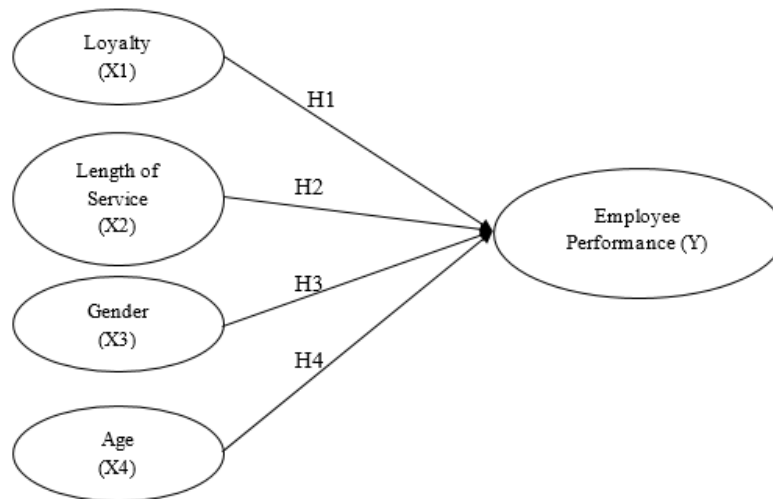 Loyalty
(X1)
H1
Length of
Service
(X2)
H2
Employee
Performance (Y)
Gender
(X3)
H3
H4
Age
(X4)